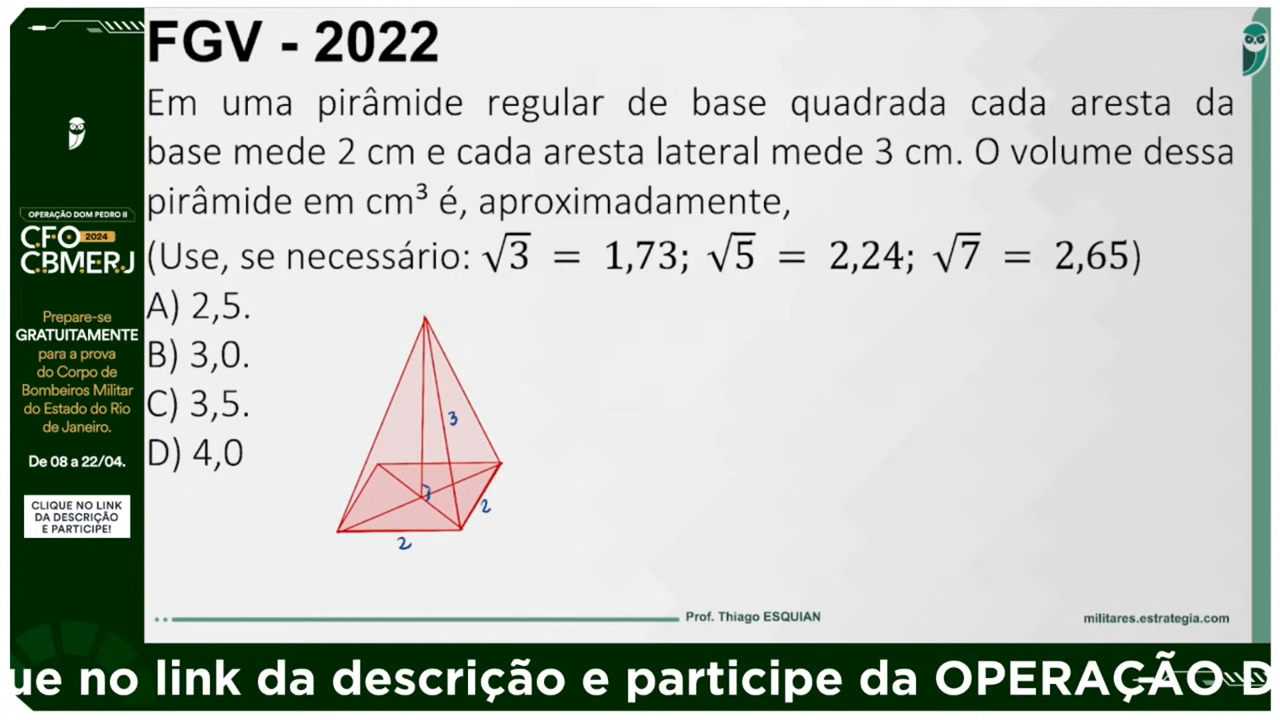 FGV - 2022
Em uma pirâmide regular de base quadrada cada aresta da
base mede 2 cm e cada aresta lateral mede 3 cm. O volume dessa
pirâmide em cm³ é, aproximadamente,
(Use, se necessário: √3 = 1,73; √5 = 2,24; √7 = 2,65)
A) 2,5.
B) 3,0.
C) 3,5.
D) 4,0
3
2
2
OPERAÇÃO DOM PEDRO II
CFO 2024
CBMERJ
Prepare-se
GRATUITAMENTE
para a prova
do Corpo de
Bombeiros Militar
do Estado do Rio
de Janeiro.
De 08 a 22/04.
CLIQUE NO LINK
DA DESCRIÇÃO
E PARTICIPE!
Prof. Thiago ESQUIAN
militares.estrategia.com
ue no link da descrição e participe da OPERAÇÃO D